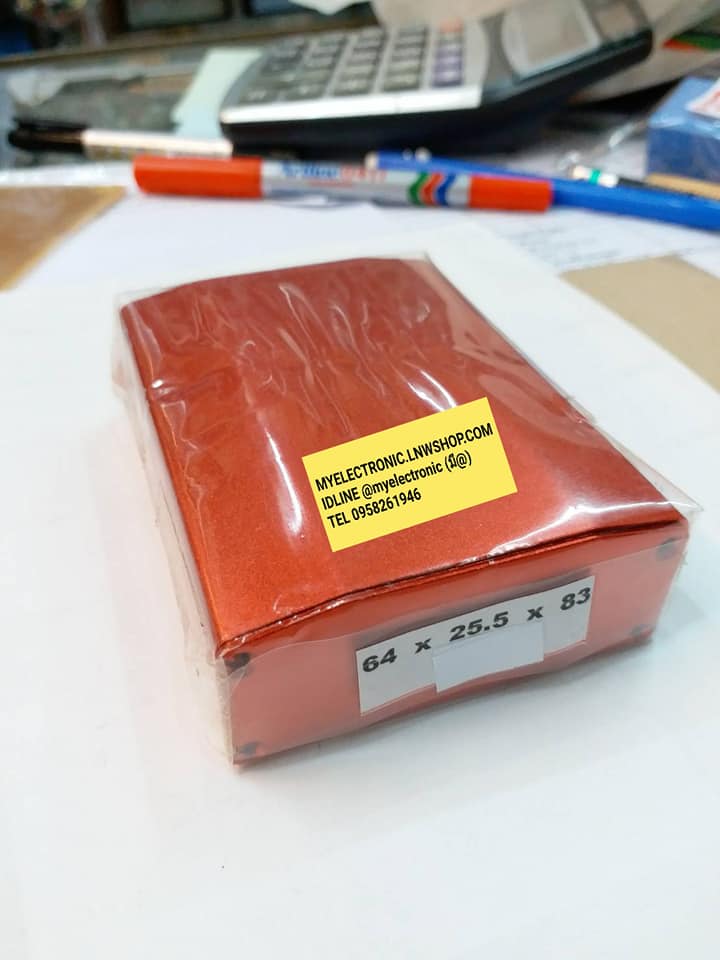 MYELECTRONIC.LNWSHOP.COM
IDLINE @myelectronic (มี@)
TEL 0958261946
64 x 25.5 x 83